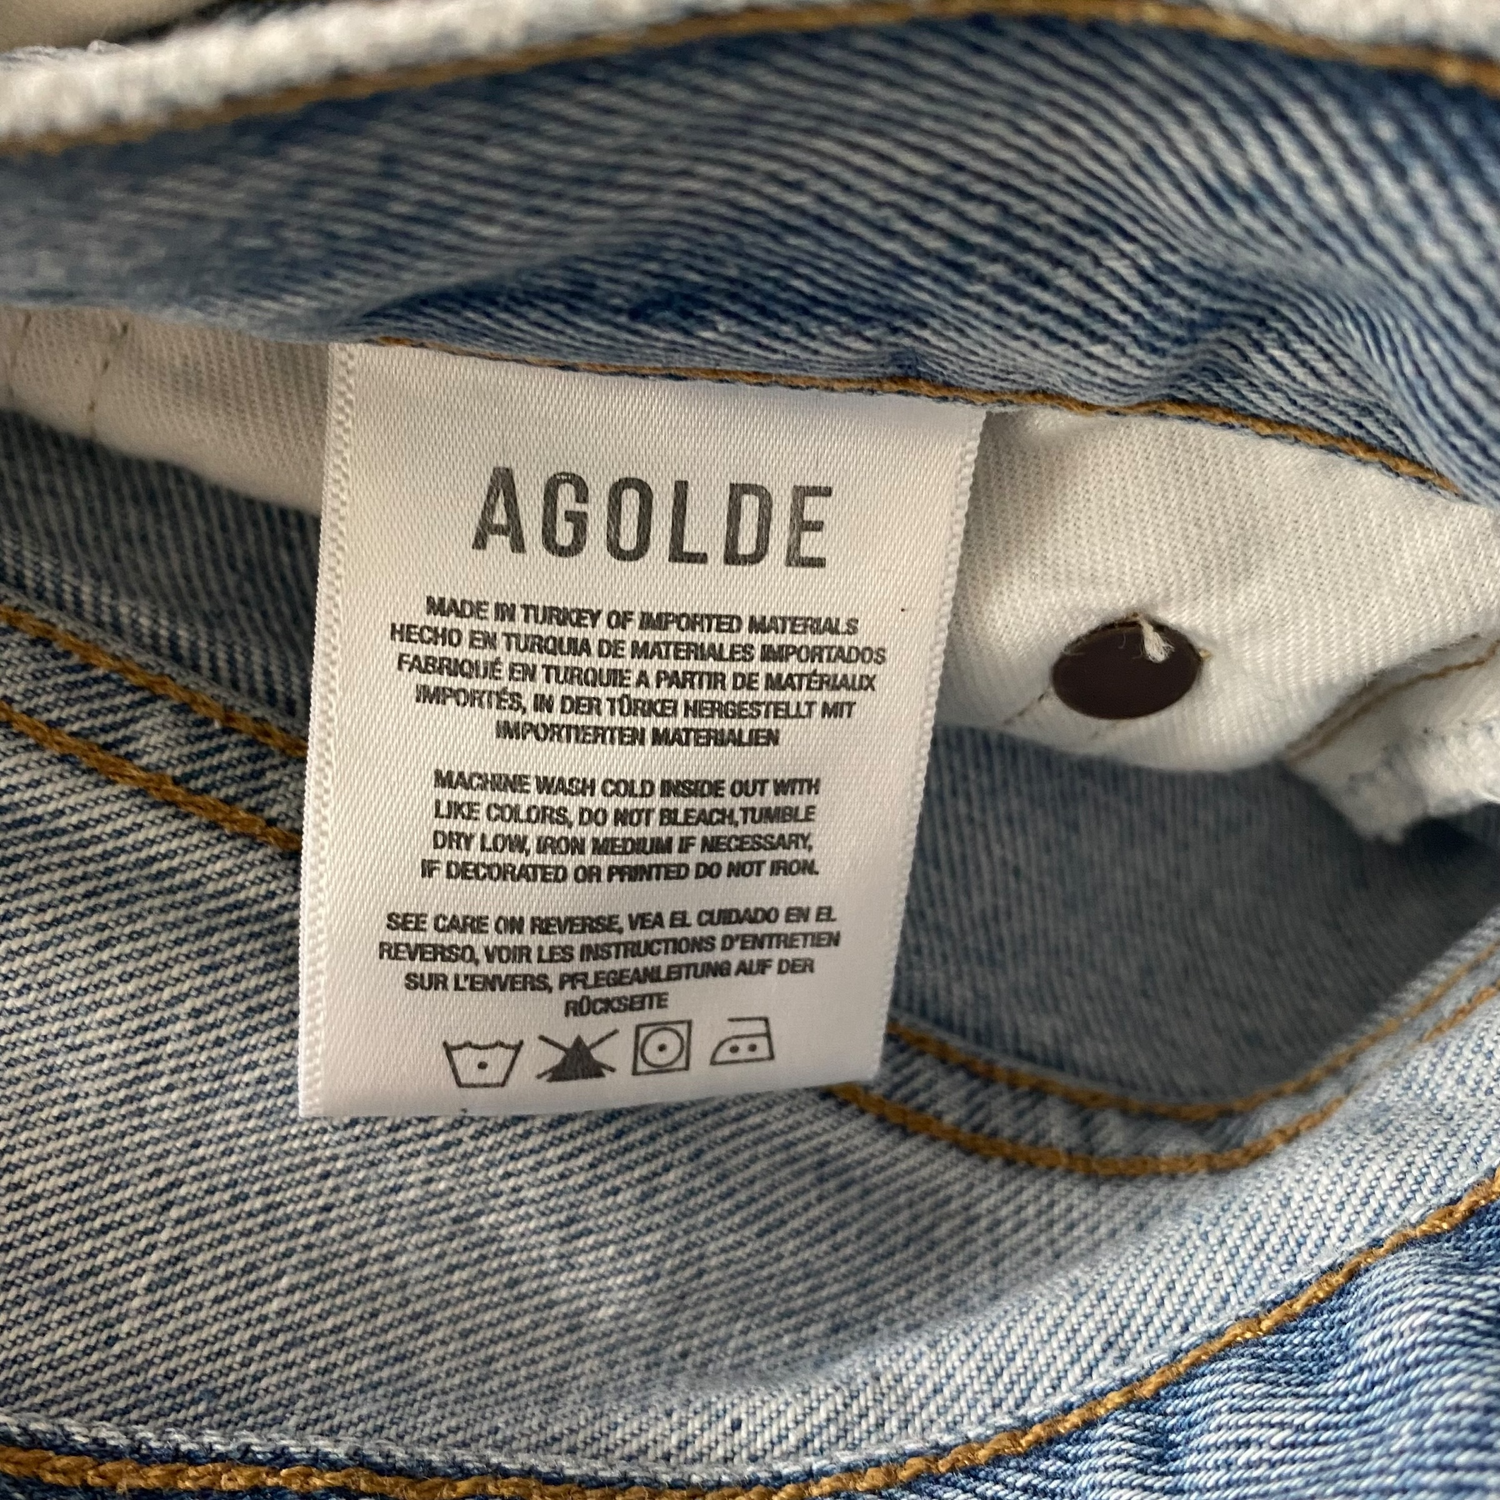 AGOLDE
MADE IN TURKEY OF IMPORTED MATERIALS
HECHO EN TURQUIA DE MATERIALES IMPORTADOS
FABRIQUÉ EN TURQUIE A PARTIR DE MATÉRIAUX
IMPORTÉS, IN DER TÜRKEI HERGESTELLT MIT
IMPORTIERTEN MATERIALIEN
MACHINE WASH COLD INSIDE OUT WITH
LIKE COLORS, DO NOT BLEACH,TUMBLE
DRY LOW, IRON MEDIUM IF NECESSARY,
IF DECORATED OR PRINTED DO NOT IRON.
SEE CARE ON REVERSE, VEA EL CUIDADO EN EL
REVERSO, VOIR LES INSTRUCTIONS D'ENTRETIEN
SUR L'ENVERS, PFLEGEANLEITUNG AUF DER
RÜCKSEITE